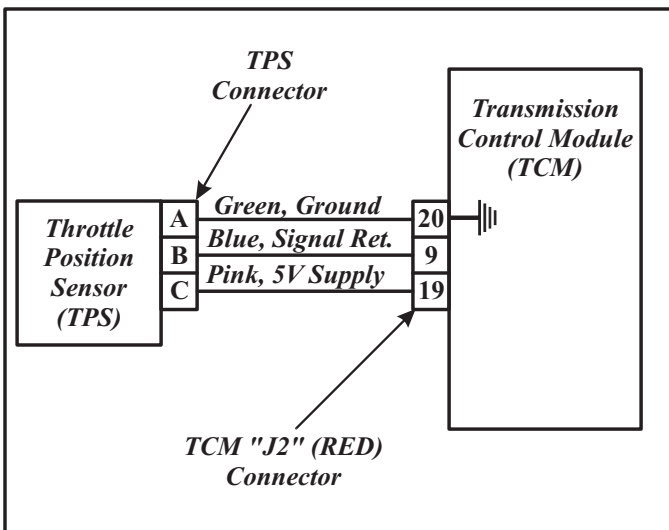 TPS
Connector
Transmission
Control Module
(TCM)
Throttle
Position
Sensor
(TPS)
A
B
C
Green, Ground
Blue, Signal Ret.
Pink, 5V Supply
20
9
19
TCM "J2" (RED)
Connector